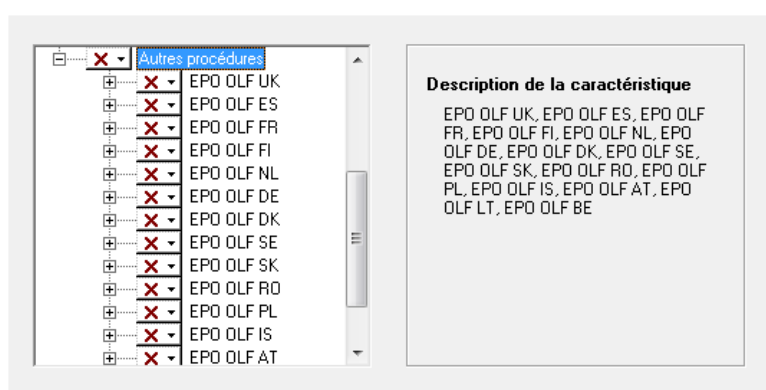 Autres procédures
EPO OLF UK
EPO OLF ES
EPO OLF FR
EPO OLF FI
EPO OLF NL
EPO OLF DE
EPO OLF DK
EPO OLF SE
EPO OLF SK
EPO OLF RO
EPO OLF PL
EPO OLF IS
EPO OLF AT
Description de la caractéristique
EPO OLF UK, EPO OLF ES, EPO OLF
FR, EPO OLF FI, EPO OLF NL, EPO
OLF DE, EPO OLF DK, EPO OLF SE,
EPO OLF SK, EPO OLF RO, EPO OLF
PL, EPO OLF IS, EPO OLF AT, EPO
OLF LT, EPO OLF BE